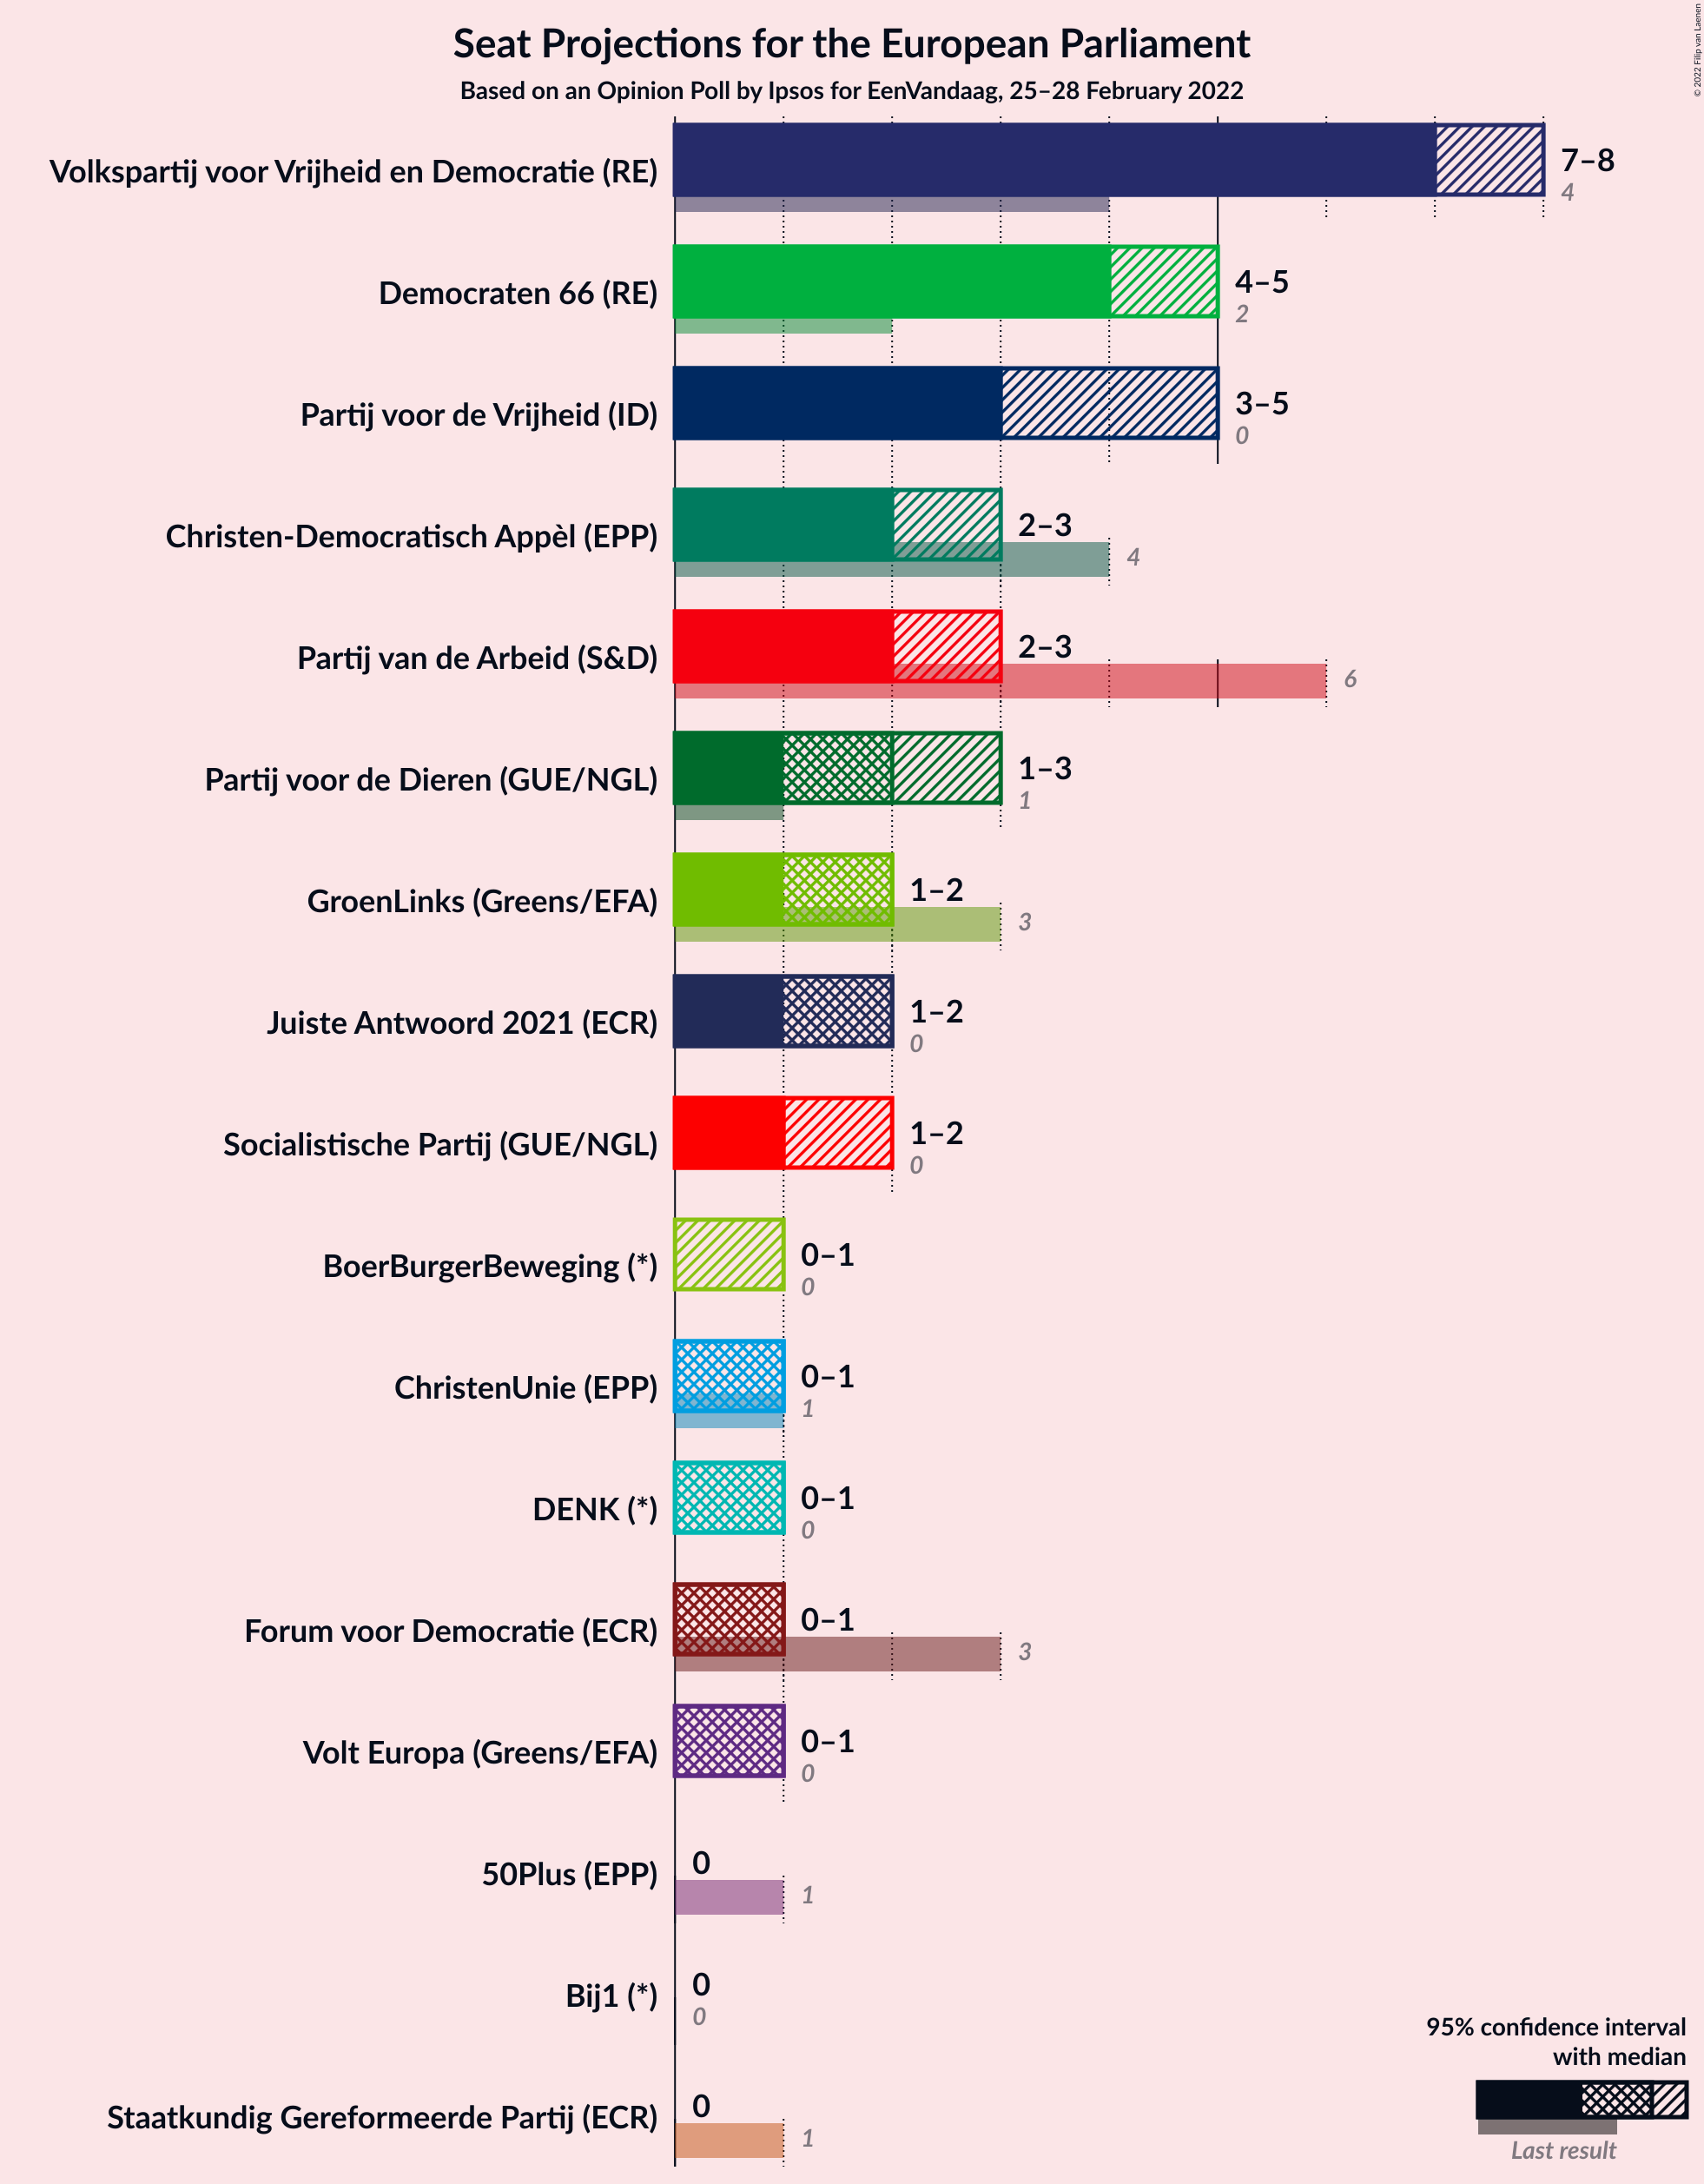 Seat Projections for the European Parliament
Based on an Opinion Poll by Ipsos for EenVandaag, 25–28 February 2022
© 2022 Filip van Laenen
Volkspartij voor Vrijheid en Democratie (RE)
7–8
4
Democraten 66 (RE)
4–5
2
Partij voor de Vrijheid (ID)
3–5
0
Christen-Democratisch Appèl (EPP)
2–3
4
Partij van de Arbeid (S&D)
2–3
6
Partij voor de Dieren (GUE/NGL)
1–3
1
GroenLinks (Greens/EFA)
1–2
3
Juiste Antwoord 2021 (ECR)
1–2
0
Socialistische Partij (GUE/NGL)
1–2
0
BoerBurgerBeweging (*)
0–1
0
ChristenUnie (EPP)
0–1
1
DENK (*)
0–1
0
Forum voor Democratie (ECR)
0–1
3
Volt Europa (Greens/EFA)
0–1
0
50Plus (EPP)
0
1
Bij1 (*)
0
0
Staatkundig Gereformeerde Partij (ECR)
0
1
95% confidence interval
with median
Last result